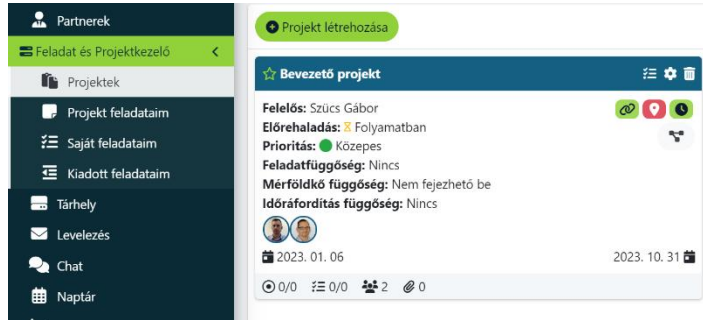 Partnerek
Feladat és Projektkezelő
Projektek
Projekt feladataim
Saját feladataim
Kiadott feladataim
Tárhely
Levelezés
Chat
Naptár
Projekt létrehozása
Bevezető projekt
Felelős: Szücs Gábor
Előrehaladás: Folyamatban
Prioritás: Közepes
Feladatfüggőség: Nincs
Mérföldkő függőség: Nem fejezhető be
Időráfordítás függőség: Nincs
2023. 01. 06 2023. 10. 31
0/0 0/0 2 0